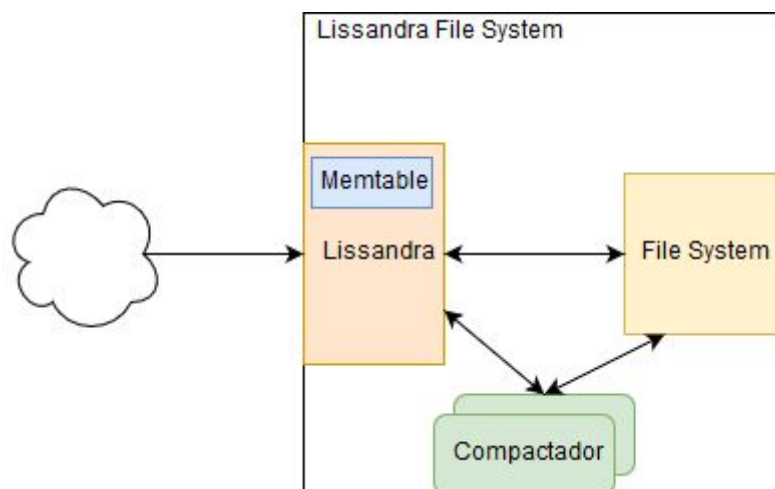 Lissandra File System
Memtable
Lissandra
File System
Compactador